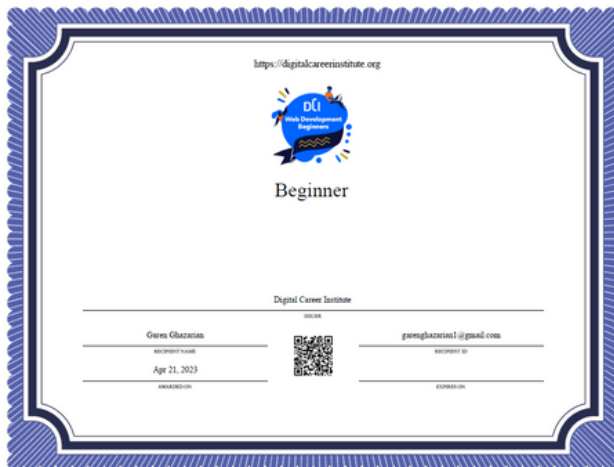 https://digitalcareerinstitute.org
DCI
Web Development
Beginners
Beginner
Digital Career Institute
ISSUER
Garen Ghazarian
garenghazarian1@gmail.com
RECIPIENT NAME
RECIPIENT ID
Apr 21, 2023
AWARDED ON
EXPIRES ON